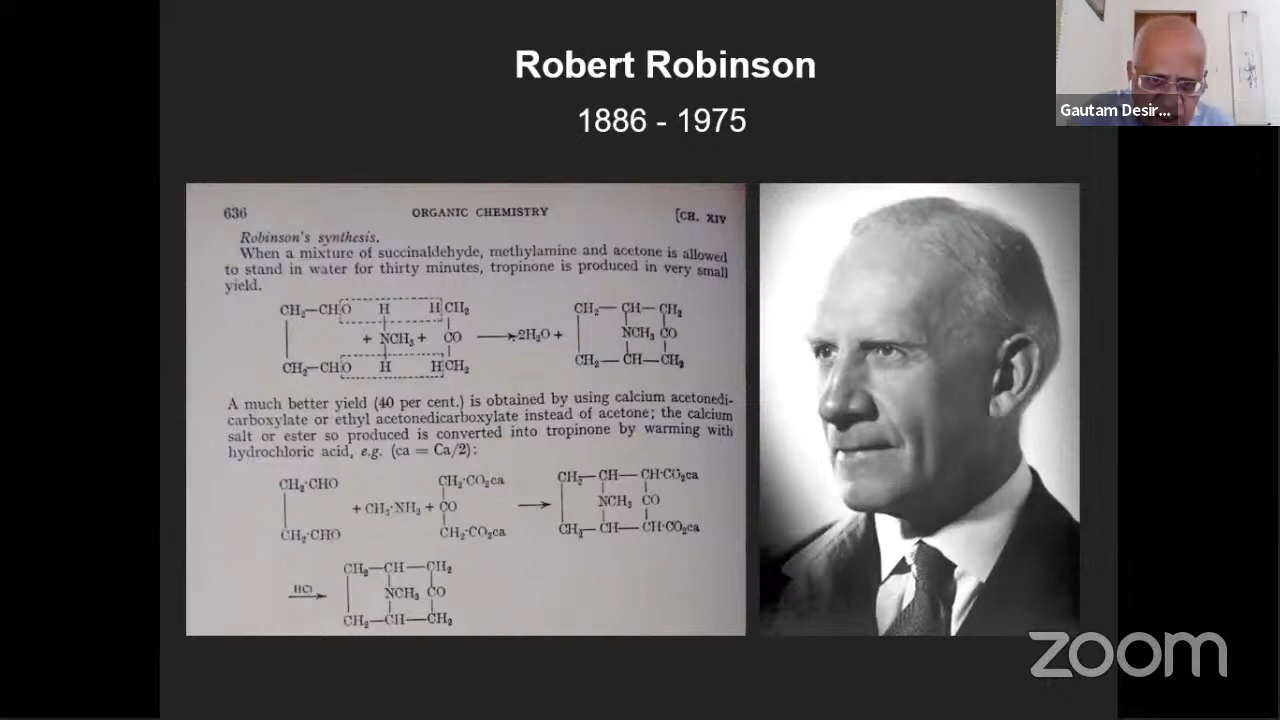 Robert Robinson
1886 - 1975
Gautam Desir...
636 ORGANIC CHEMISTRY [CH. XIV
Robinson's synthesis.
When a mixture of succinaldehyde, methylamine and acetone is allowed
to stand in water for thirty minutes, tropinone is produced in very small
yield.
CH₂—CHO H HCH₂ CH₂— CH— CH₂
+ NCH₃ + CO ⟶ 2H₂O + NCH₃ CO
CH₂—CHO H HCH₂ CH₂— CH—CH₂
A much better yield (40 per cent.) is obtained by using calcium acetonedi-
carboxylate or ethyl acetonedicarboxylate instead of acetone; the calcium
salt or ester so produced is converted into tropinone by warming with
hydrochloric acid, e.g. (ca = Ca/2):
CH₂·CHO CH₂·CO₂ca CH₂—CH— CH·CO₂ca
+ CH₃·NH₂ + CO ⟶ NCH₃ CO
CH₂·CHO CH₂·CO₂ca CH₂— CH— CH·CO₂ca
HCl ⟶ CH₂—CH—CH₂
NCH₃ CO
CH₂—CH—CH₂
zoom